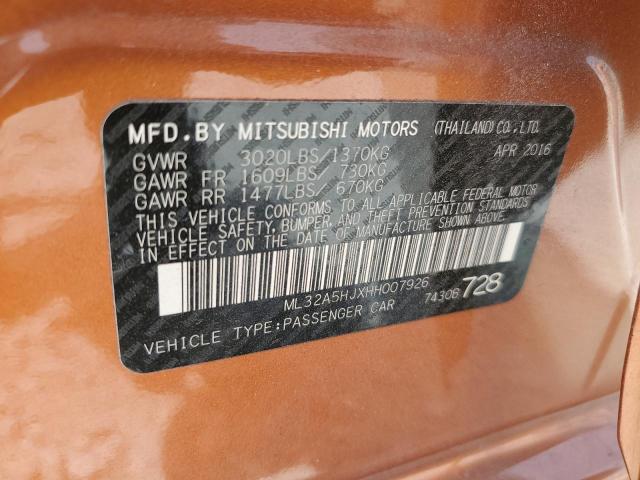 MFD.BY MITSUBISHI MOTORS (THAILAND)CO.,LTD.
APR 2016
GVWR 3020LBS/1370KG
GAWR FR 1609LBS/ 730KG
GAWR RR 1477LBS/ 670KG
THIS VEHICLE CONFORMS TO ALL APPLICABLE FEDERAL MOTOR
VEHICLE SAFETY, BUMPER, AND THEFT PREVENTION STANDARDS
IN EFFECT ON THE DATE OF MANUFACTURE SHOWN ABOVE.
ML32A5HJXHH007926
74306 728
VEHICLE TYPE:PASSENGER CAR